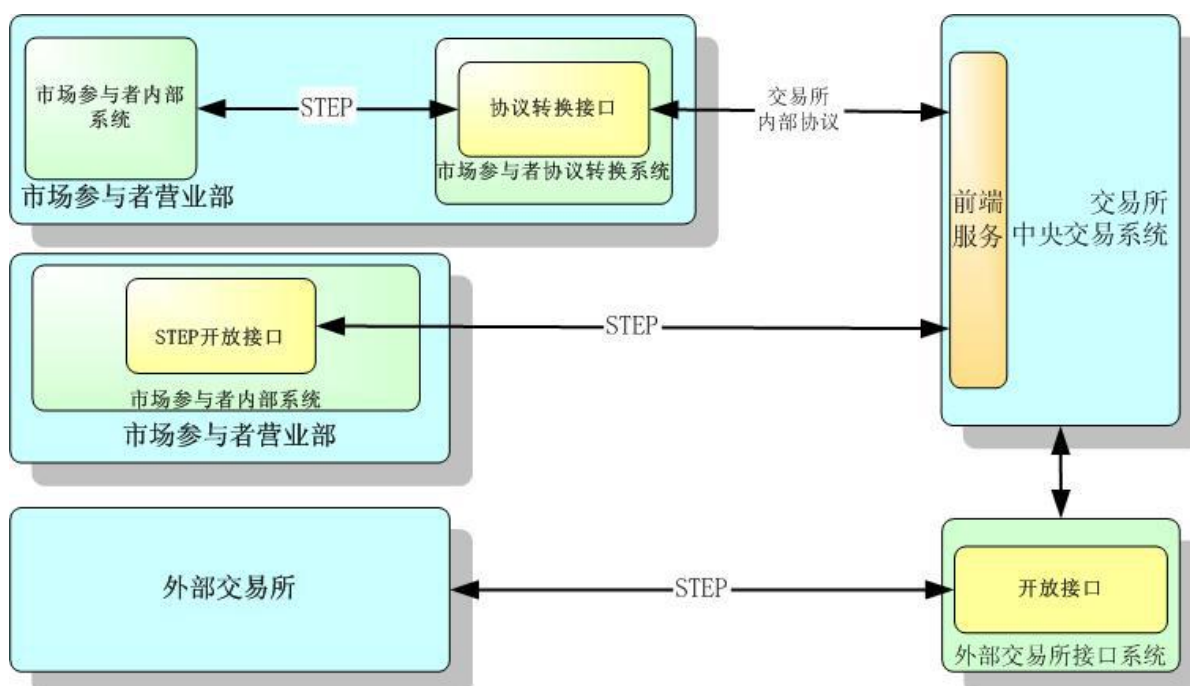 市场参与者内部
系统
STEP
协议转换接口
市场参与者协议转换系统
市场参与者营业部
交易所
内部协议
前端
服务
交易所
中央交易系统
STEP开放接口
市场参与者内部系统
市场参与者营业部
STEP
外部交易所
STEP
开放接口
外部交易所接口系统